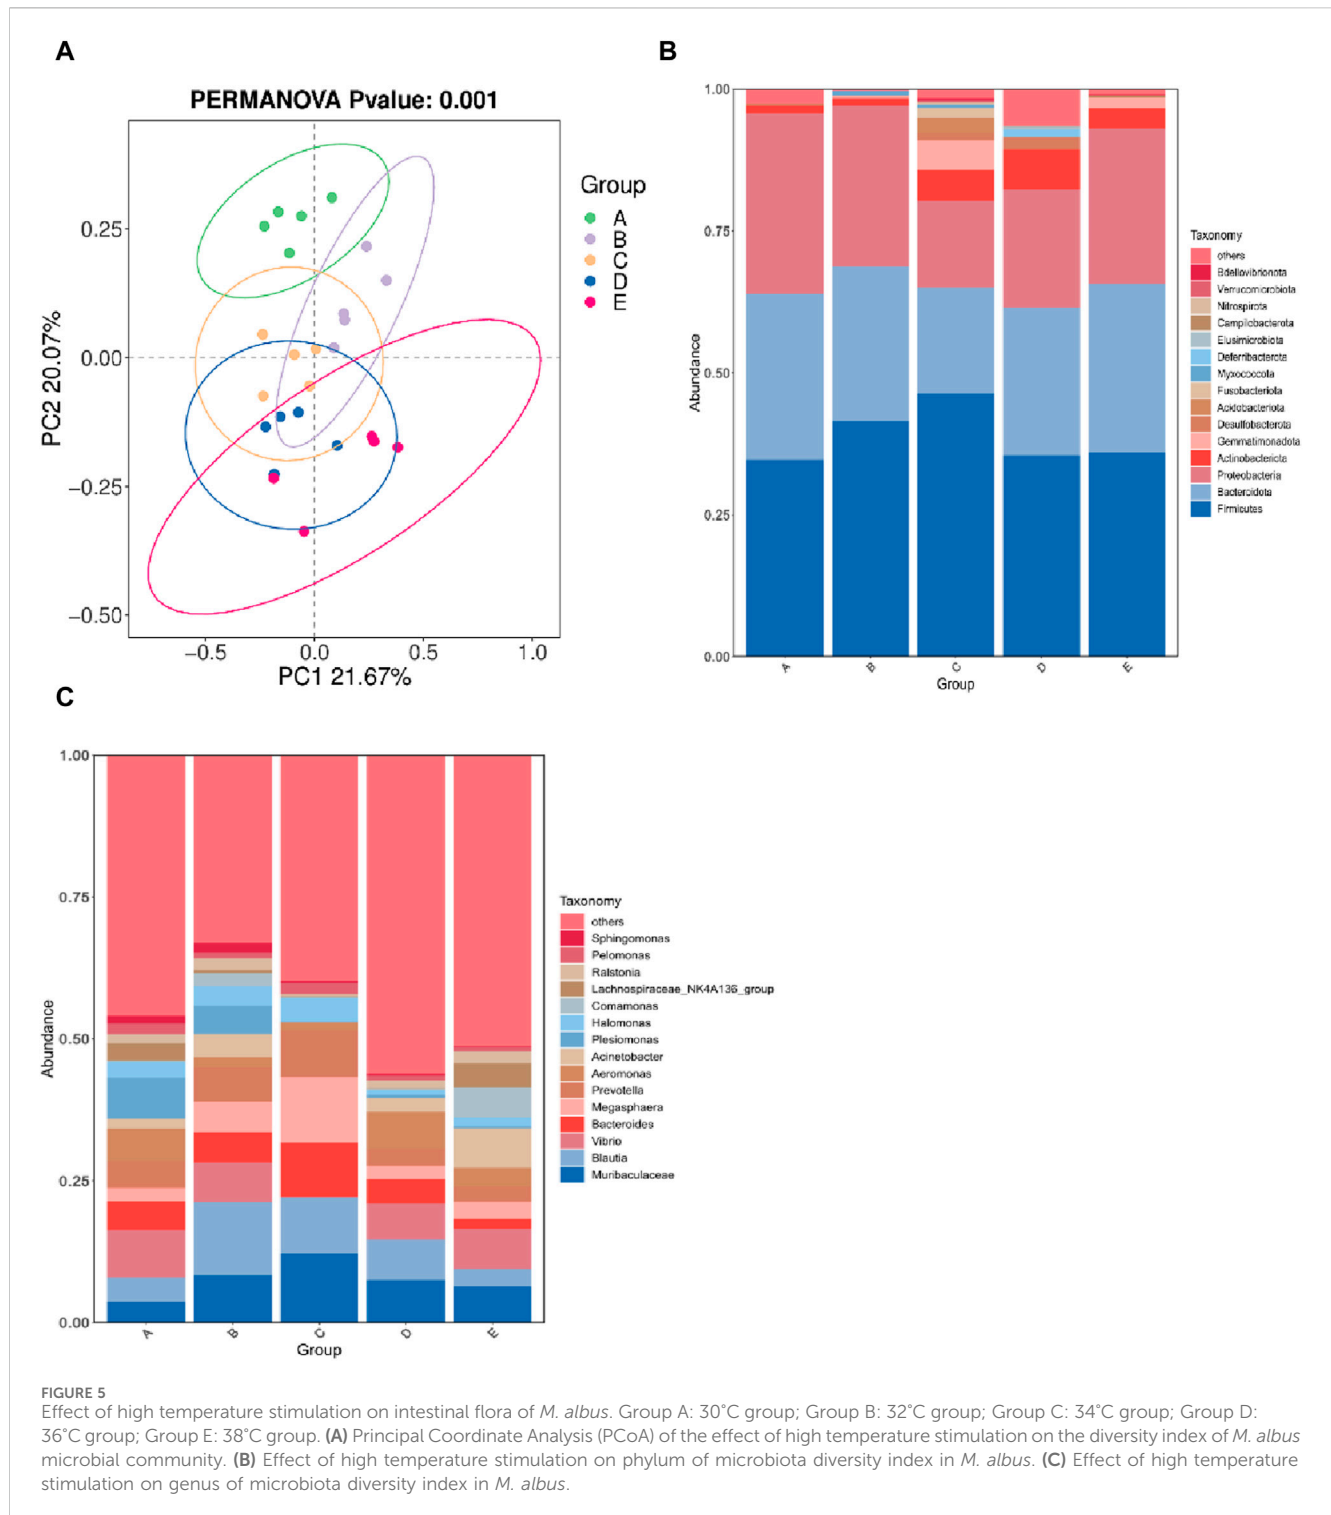 A
PERMANOVA Pvalue: 0.001
0.25
0.00
−0.25
−0.50
PC2 20.07%
−0.5
0.0
0.5
1.0
PC1 21.67%
Group
A
B
C
D
E
B
1.00
0.75
0.50
0.25
0.00
Abundance
A
B
C
D
E
Group
Taxonomy
others
Bdellovibrionota
Verrucomicrobiota
Nitrospirota
Campilobacterota
Elusimicrobiota
Deferribacterota
Myxococcota
Fusobacteriota
Acidobacteriota
Desulfobacterota
Gemmatimonadota
Actinobacteriota
Proteobacteria
Bacteroidota
Firmicutes
C
1.00
0.75
0.50
0.25
0.00
Abundance
A
B
C
D
E
Group
Taxonomy
others
Sphingomonas
Pelomonas
Ralstonia
Lachnospiraceae_NK4A136_group
Comamonas
Halomonas
Plesiomonas
Acinetobacter
Aeromonas
Prevotella
Megasphaera
Bacteroides
Vibrio
Blautia
Muribaculaceae
FIGURE 5
Effect of high temperature stimulation on intestinal flora of M. albus. Group A: 30°C group; Group B: 32°C group; Group C: 34°C group; Group D:
36°C group; Group E: 38°C group. (A) Principal Coordinate Analysis (PCoA) of the effect of high temperature stimulation on the diversity index of M. albus
microbial community. (B) Effect of high temperature stimulation on phylum of microbiota diversity index in M. albus. (C) Effect of high temperature
stimulation on genus of microbiota diversity index in M. albus.